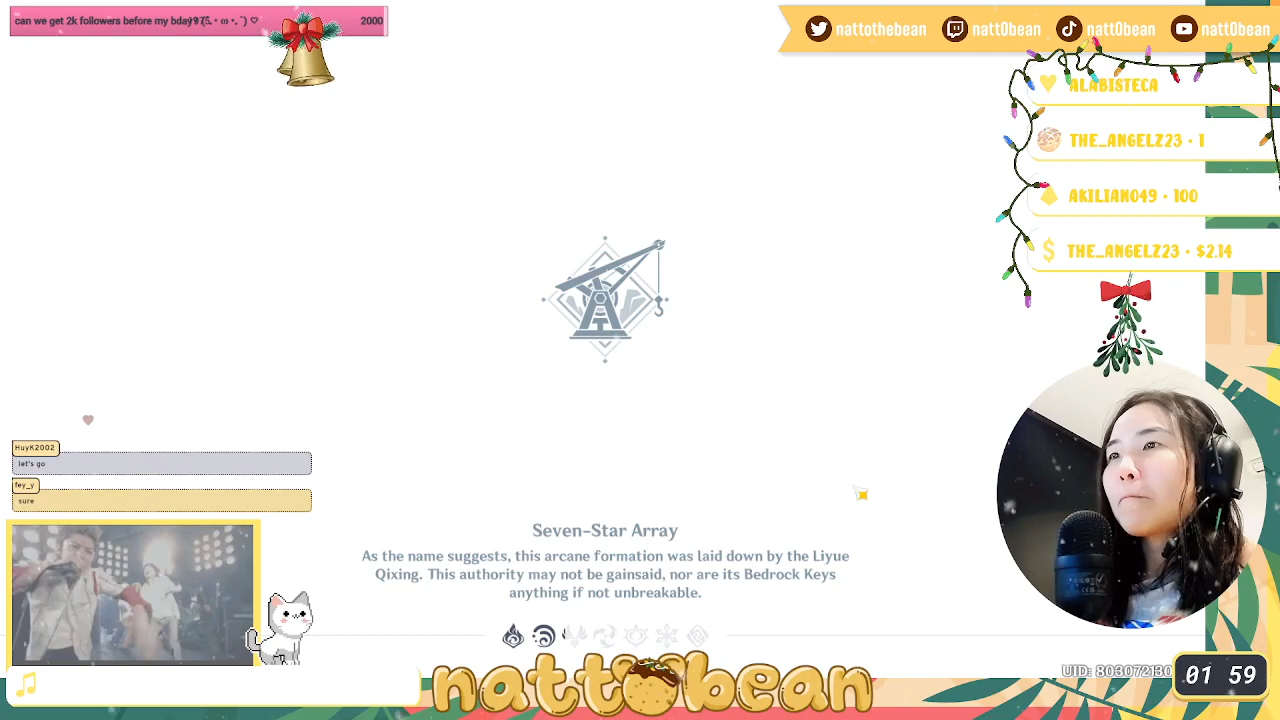 can we get 2k followers before my bday?
2000
nattothebean
natt0bean
natt0bean
natt0bean
ALABISTECA
THE_ANGELZ23 · 1
AKILIAN049 · 100
$ THE_ANGELZ23 · $2.14
HuyK2002
let's go
fey_y
sure
Seven-Star Array
As the name suggests, this arcane formation was laid down by the Liyue
Qixing. This authority may not be gainsaid, nor are its Bedrock Keys
anything if not unbreakable.
natt0bean
UID: 803072130
01 59